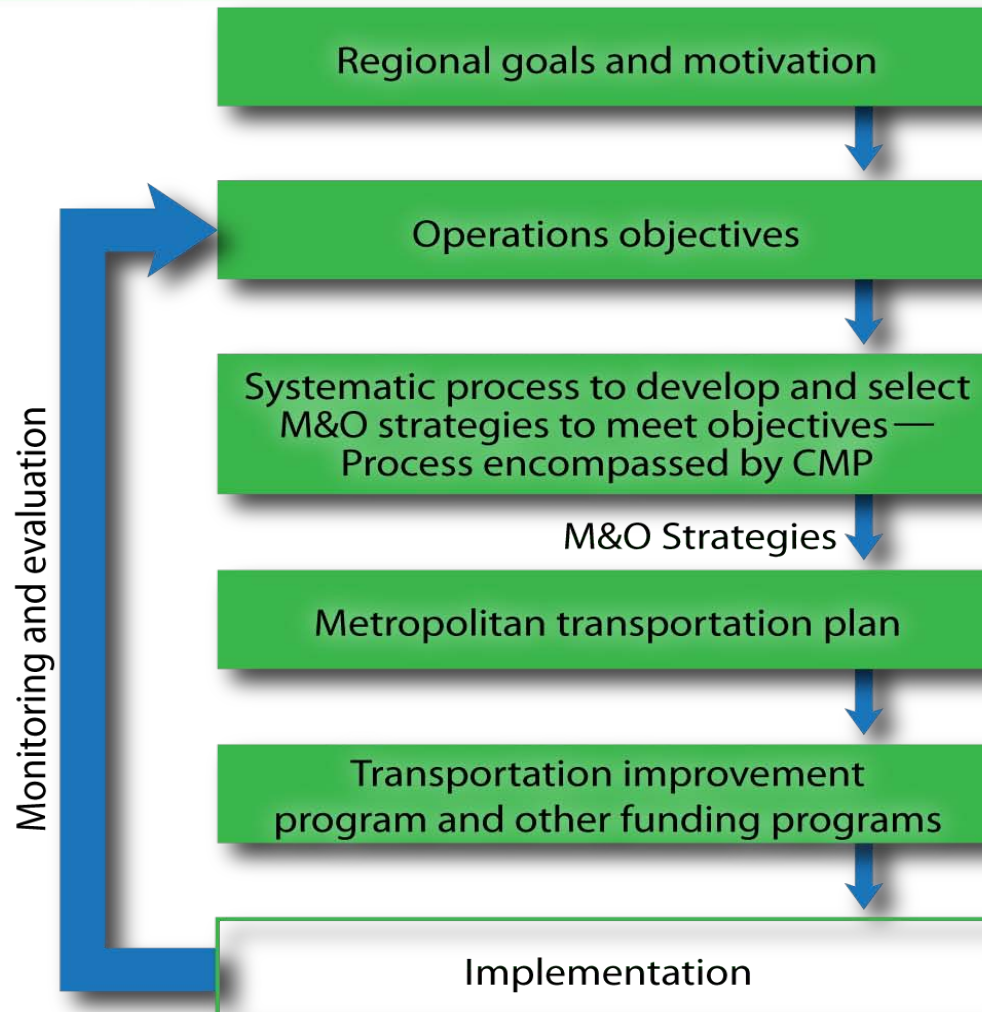 Regional goals and motivation
Operations objectives
Systematic process to develop and select
M&O strategies to meet objectives—
Process encompassed by CMP
M&O Strategies
Metropolitan transportation plan
Transportation improvement
program and other funding programs
Implementation
Monitoring and evaluation